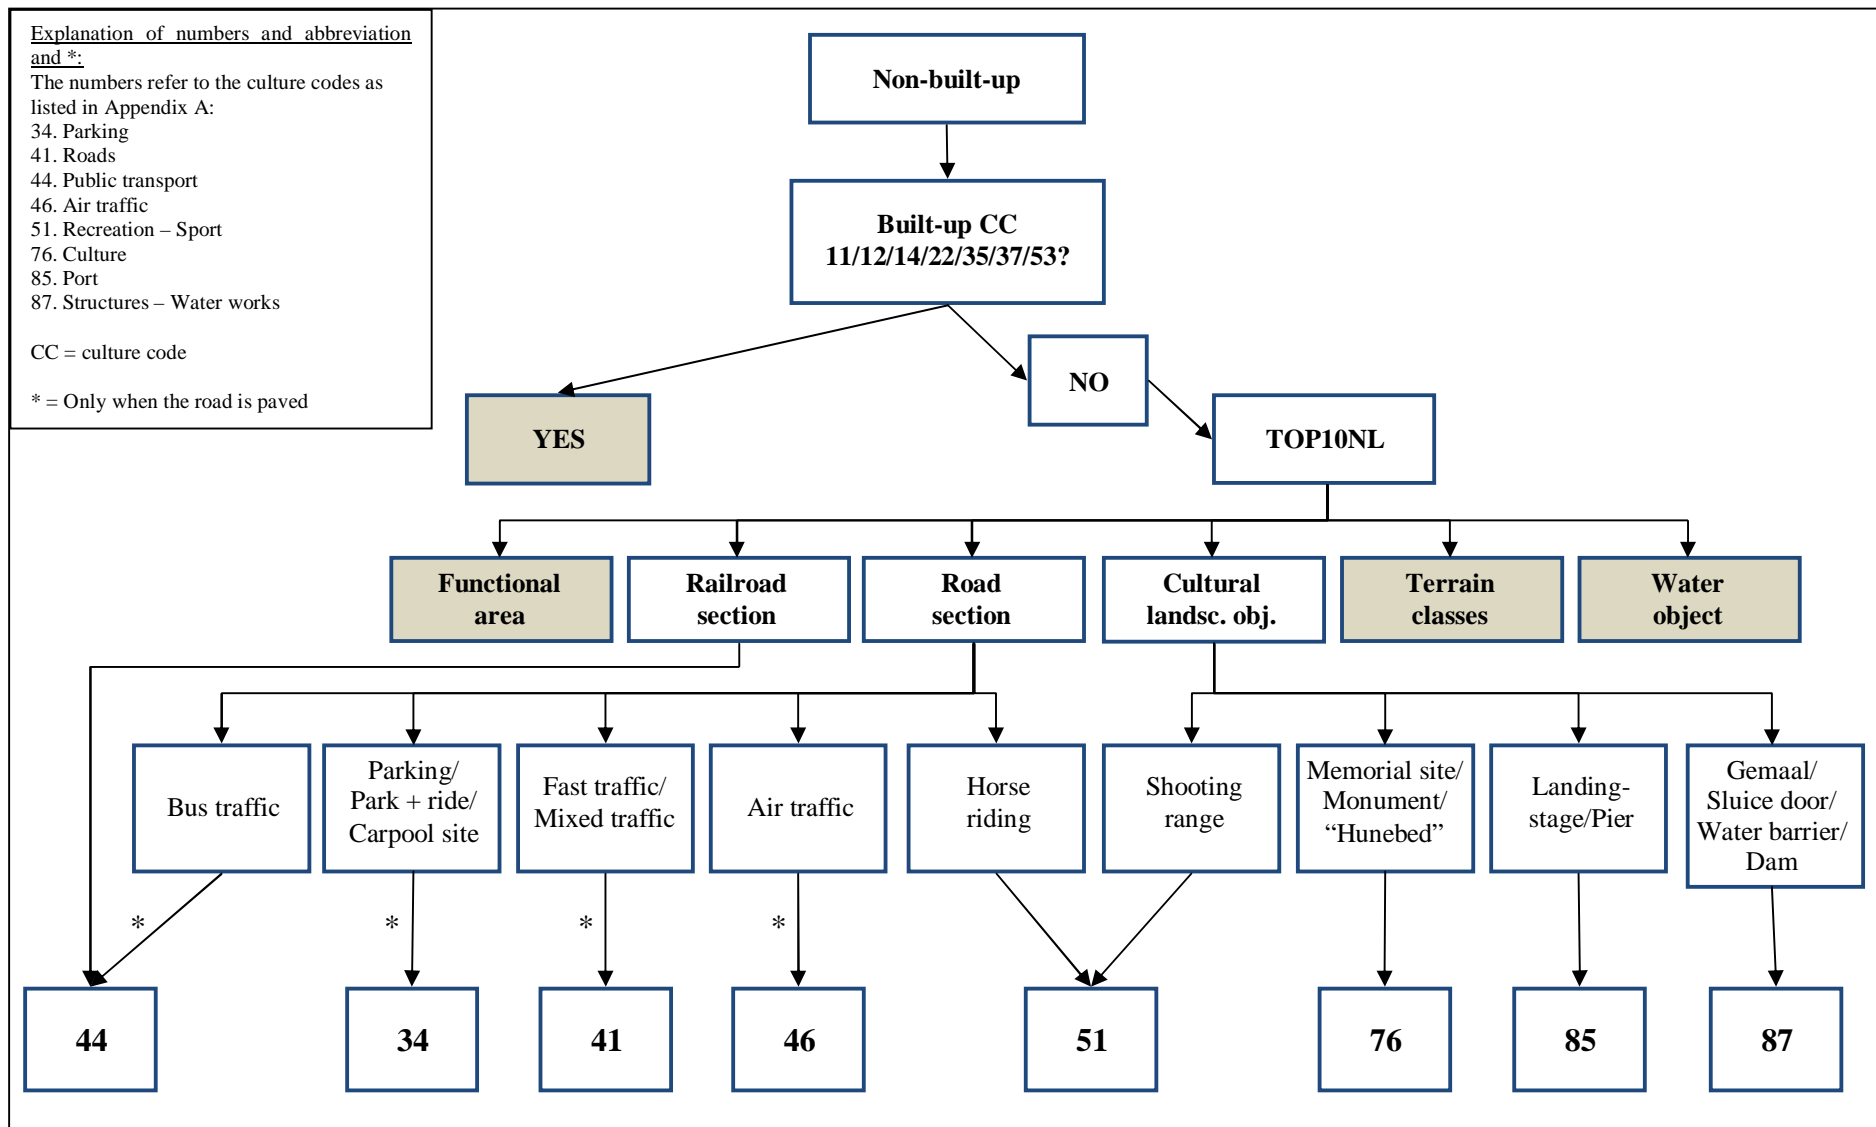 Explanation of numbers and abbreviation
and *:
The numbers refer to the culture codes as
listed in Appendix A:
34. Parking
41. Roads
44. Public transport
46. Air traffic
51. Recreation – Sport
76. Culture
85. Port
87. Structures – Water works
CC = culture code
* = Only when the road is paved
Non-built-up
Built-up CC
11/12/14/22/35/37/53?
NO
YES
TOP10NL
Functional
area
Railroad
section
Road
section
Cultural
landsc. obj.
Terrain
classes
Water
object
Bus traffic
Parking/
Park + ride/
Carpool site
Fast traffic/
Mixed traffic
Air traffic
Horse
riding
Shooting
range
Memorial site/
Monument/
“Hunebed”
Landing-
stage/Pier
Gemaal/
Sluice door/
Water barrier/
Dam
*
*
*
*
44
34
41
46
51
76
85
87